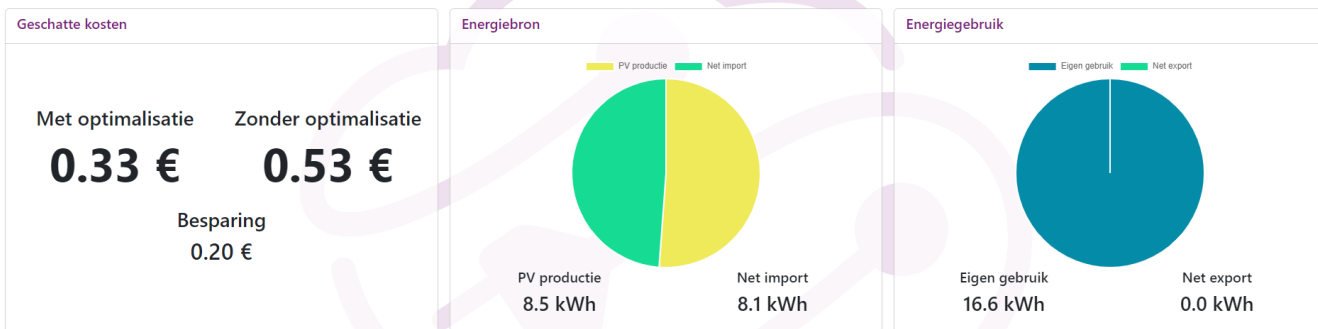 Geschatte kosten
Met optimalisatie
Zonder optimalisatie
0.33 €
0.53 €
Besparing
0.20 €
Energiebron
PV productie
Net import
PV productie
Net import
8.5 kWh
8.1 kWh
Energiegebruik
Eigen gebruik
Net export
Eigen gebruik
Net export
16.6 kWh
0.0 kWh